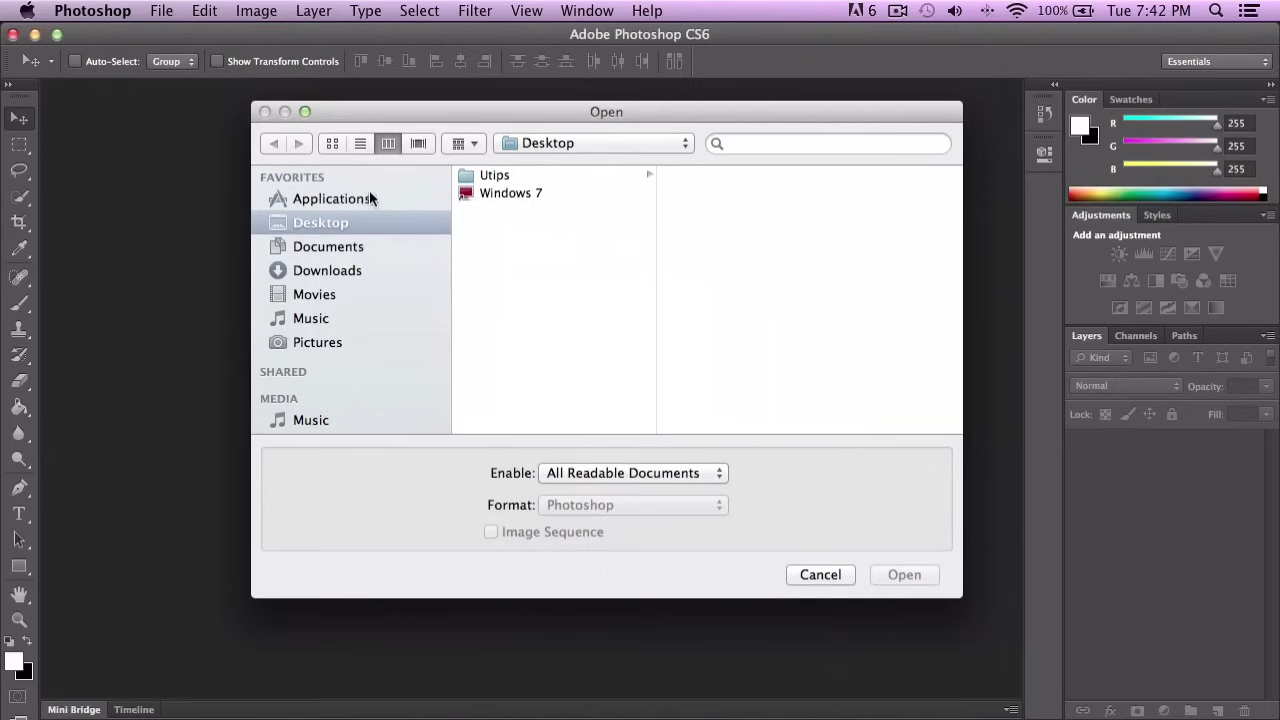 Photoshop File Edit Image Layer Type Select Filter View Window Help 6 100% Tue 7:42 PM
Adobe Photoshop CS6
Auto-Select: Group Show Transform Controls Essentials
Open
Desktop
FAVORITES
Applications
Desktop
Documents
Downloads
Movies
Music
Pictures
SHARED
MEDIA
Music
Utips
Windows 7
Enable: All Readable Documents
Format: Photoshop
Image Sequence
Cancel Open
Color Swatches
R 255
G 255
B 255
Adjustments Styles
Add an adjustment
Layers Channels Paths
Kind
Normal Opacity:
Lock: Fill:
Mini Bridge Timeline